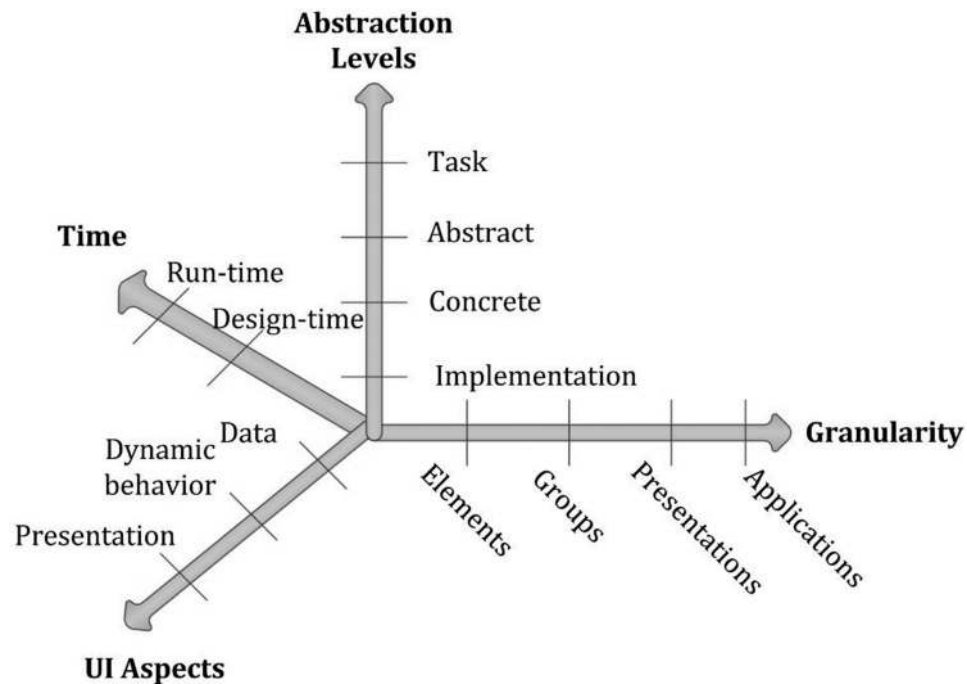 Abstraction
Levels
Task
Abstract
Time
Run-time
Concrete
Design-time
Implementation
Data
Granularity
Dynamic
behavior
Elements
Groups
Presentations
Applications
Presentation
UI Aspects